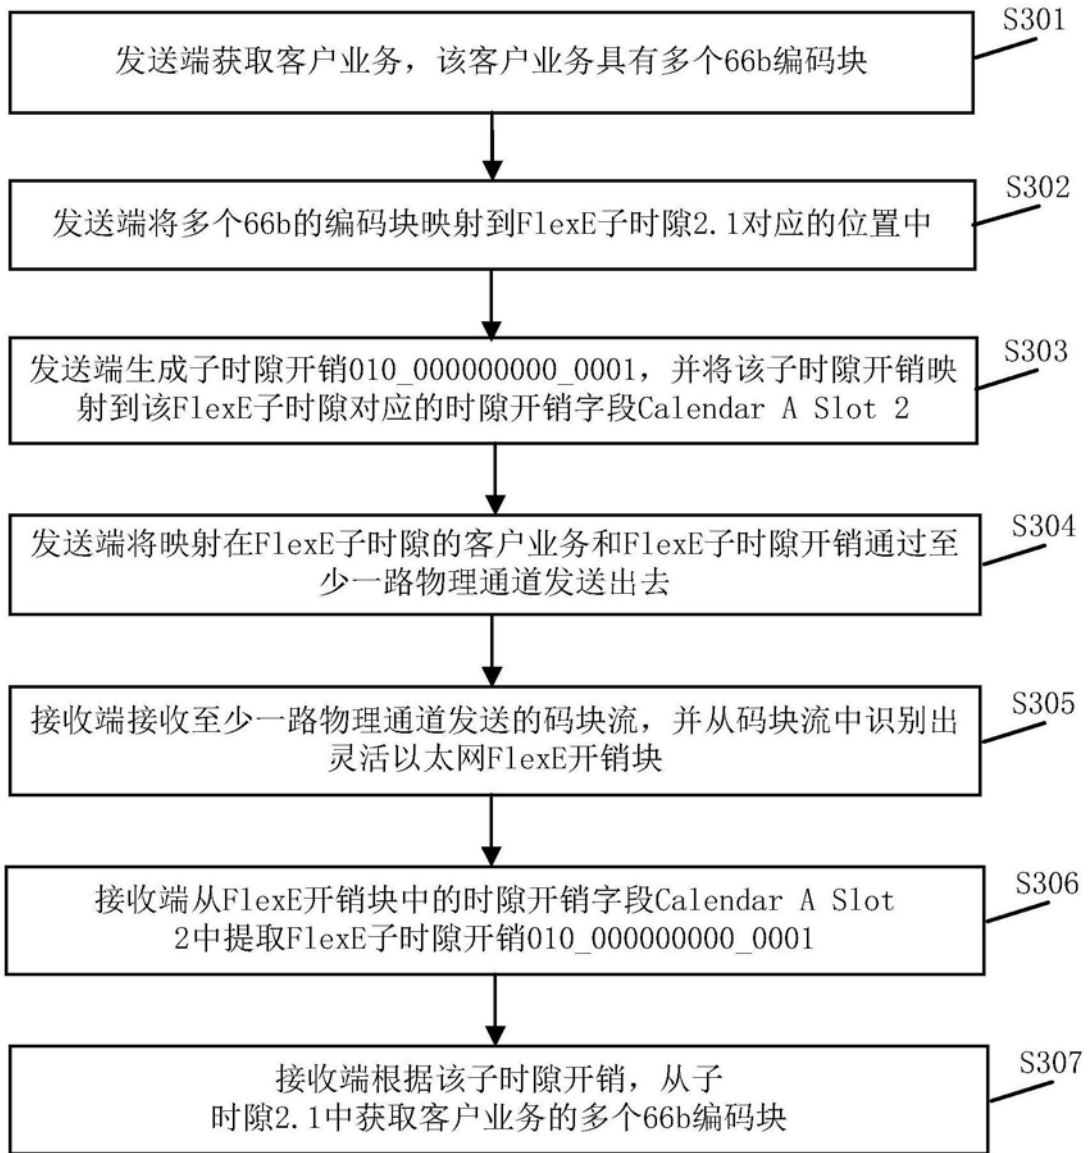 S301
发送端获取客户业务，该客户业务具有多个66b编码块
S302
发送端将多个66b的编码块映射到FlexE子时隙2.1对应的位置中
S303
发送端生成子时隙开销010_000000000_0001，并将该子时隙开销映
射到该FlexE子时隙对应的时隙开销字段Calendar A Slot 2
S304
发送端将映射在FlexE子时隙的客户业务和FlexE子时隙开销通过至
少一路物理通道发送出去
S305
接收端接收至少一路物理通道发送的码块流，并从码块流中识别出
灵活以太网FlexE开销块
S306
接收端从FlexE开销块中的时隙开销字段Calendar A Slot
2中提取FlexE子时隙开销010_000000000_0001
S307
接收端根据该子时隙开销，从子
时隙2.1中获取客户业务的多个66b编码块